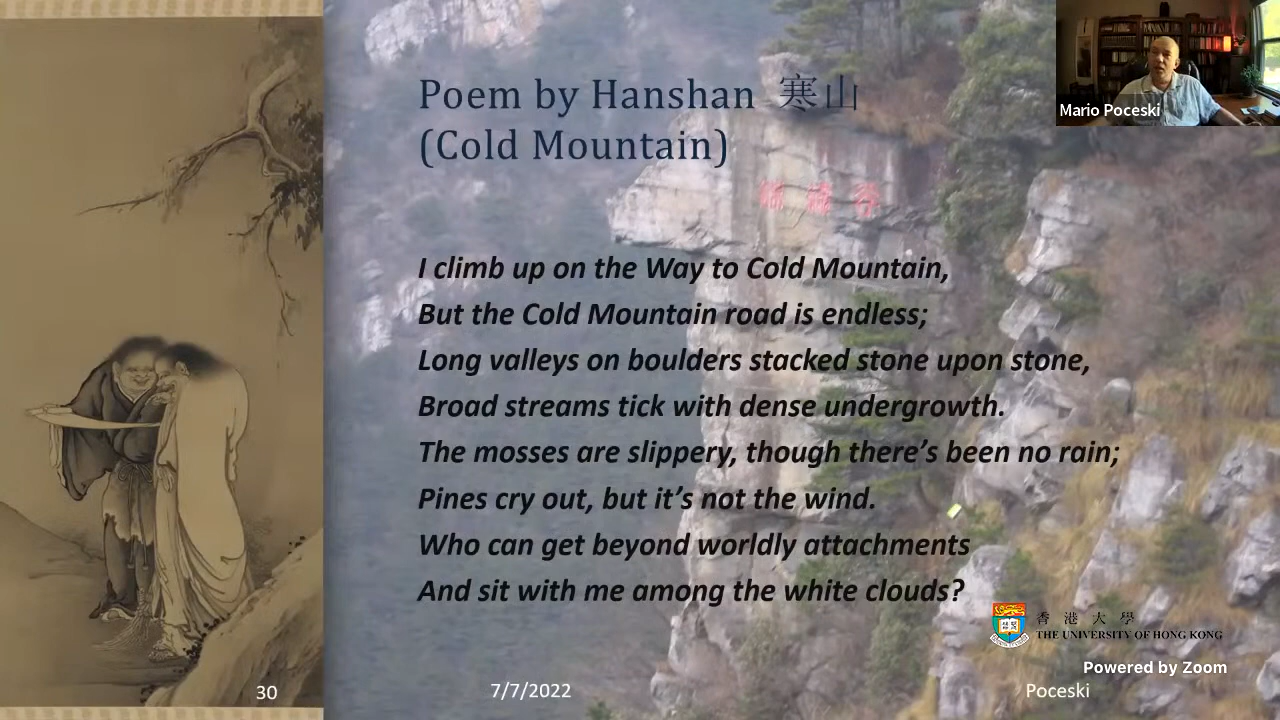 Poem by Hanshan 寒山
(Cold Mountain)
Mario Poceski
I climb up on the Way to Cold Mountain,
But the Cold Mountain road is endless;
Long valleys on boulders stacked stone upon stone,
Broad streams tick with dense undergrowth.
The mosses are slippery, though there’s been no rain;
Pines cry out, but it’s not the wind.
Who can get beyond worldly attachments
And sit with me among the white clouds?
香港大學
THE UNIVERSITY OF HONG KONG
Powered by Zoom
30
7/7/2022
Poceski